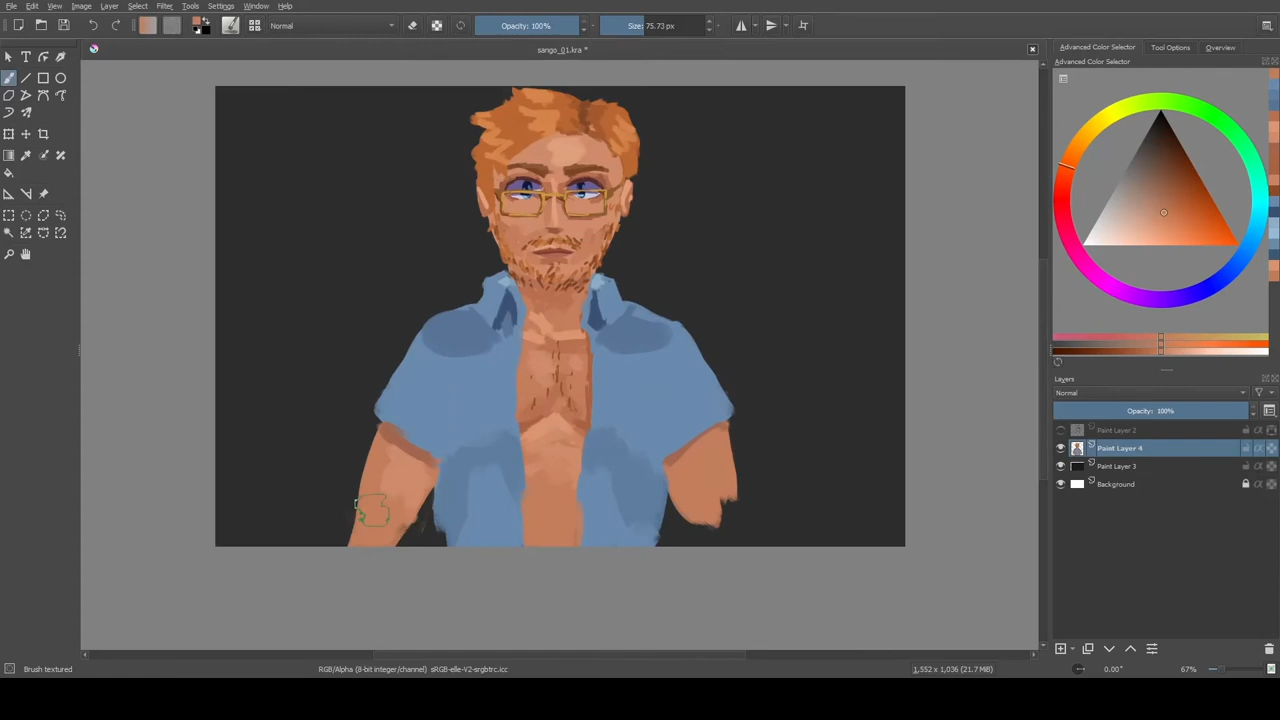 File Edit View Image Layer Select Filter Tools Settings Window Help
Normal
Opacity: 100%
Size: 75.73 px
sango_01.kra *
Advanced Color Selector
Tool Options
Overview
Advanced Color Selector
Layers
Normal
Opacity: 100%
Paint Layer 2
Paint Layer 4
Paint Layer 3
Background
Brush textured
RGB/Alpha (8-bit integer/channel) sRGB-elle-V2-srgbtrc.icc
1,552 x 1,036 (21.7 MiB)
0.00°
67%